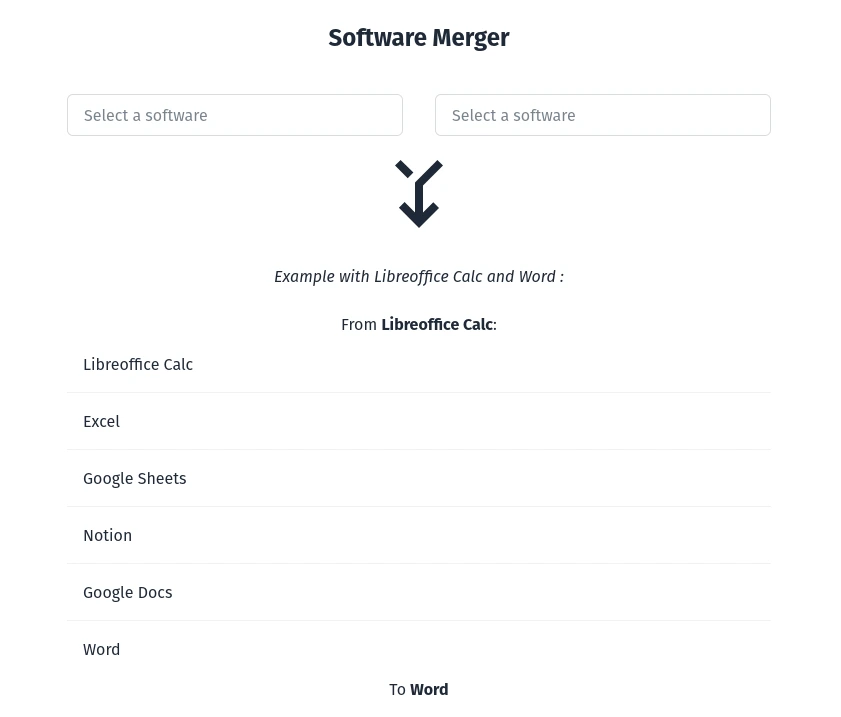 Software Merger
Select a software
Select a software
Example with Libreoffice Calc and Word :
From Libreoffice Calc:
Libreoffice Calc
Excel
Google Sheets
Notion
Google Docs
Word
To Word